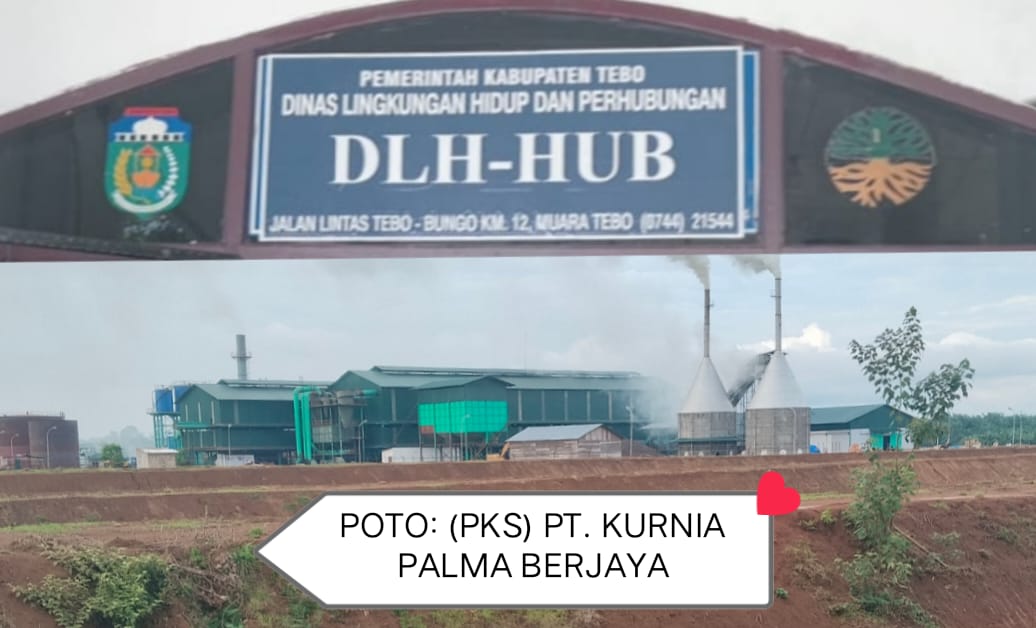 PEMERINTAH KABUPATEN TEBO
DINAS LINGKUNGAN HIDUP DAN PERHUBUNGAN
DLH-HUB
JALAN LINTAS TEBO - BUNGO KM. 12, MUARA TEBO (0744) 21544
POTO: (PKS) PT. KURNIA
PALMA BERJAYA